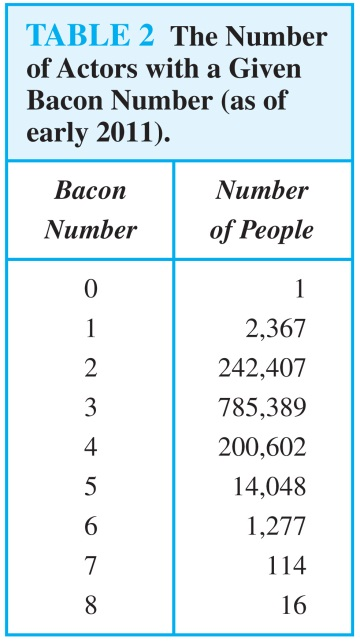 TABLE 2 The Number
of Actors with a Given
Bacon Number (as of
early 2011).
Bacon Number
Number of People
0 1
1 2,367
2 242,407
3 785,389
4 200,602
5 14,048
6 1,277
7 114
8 16